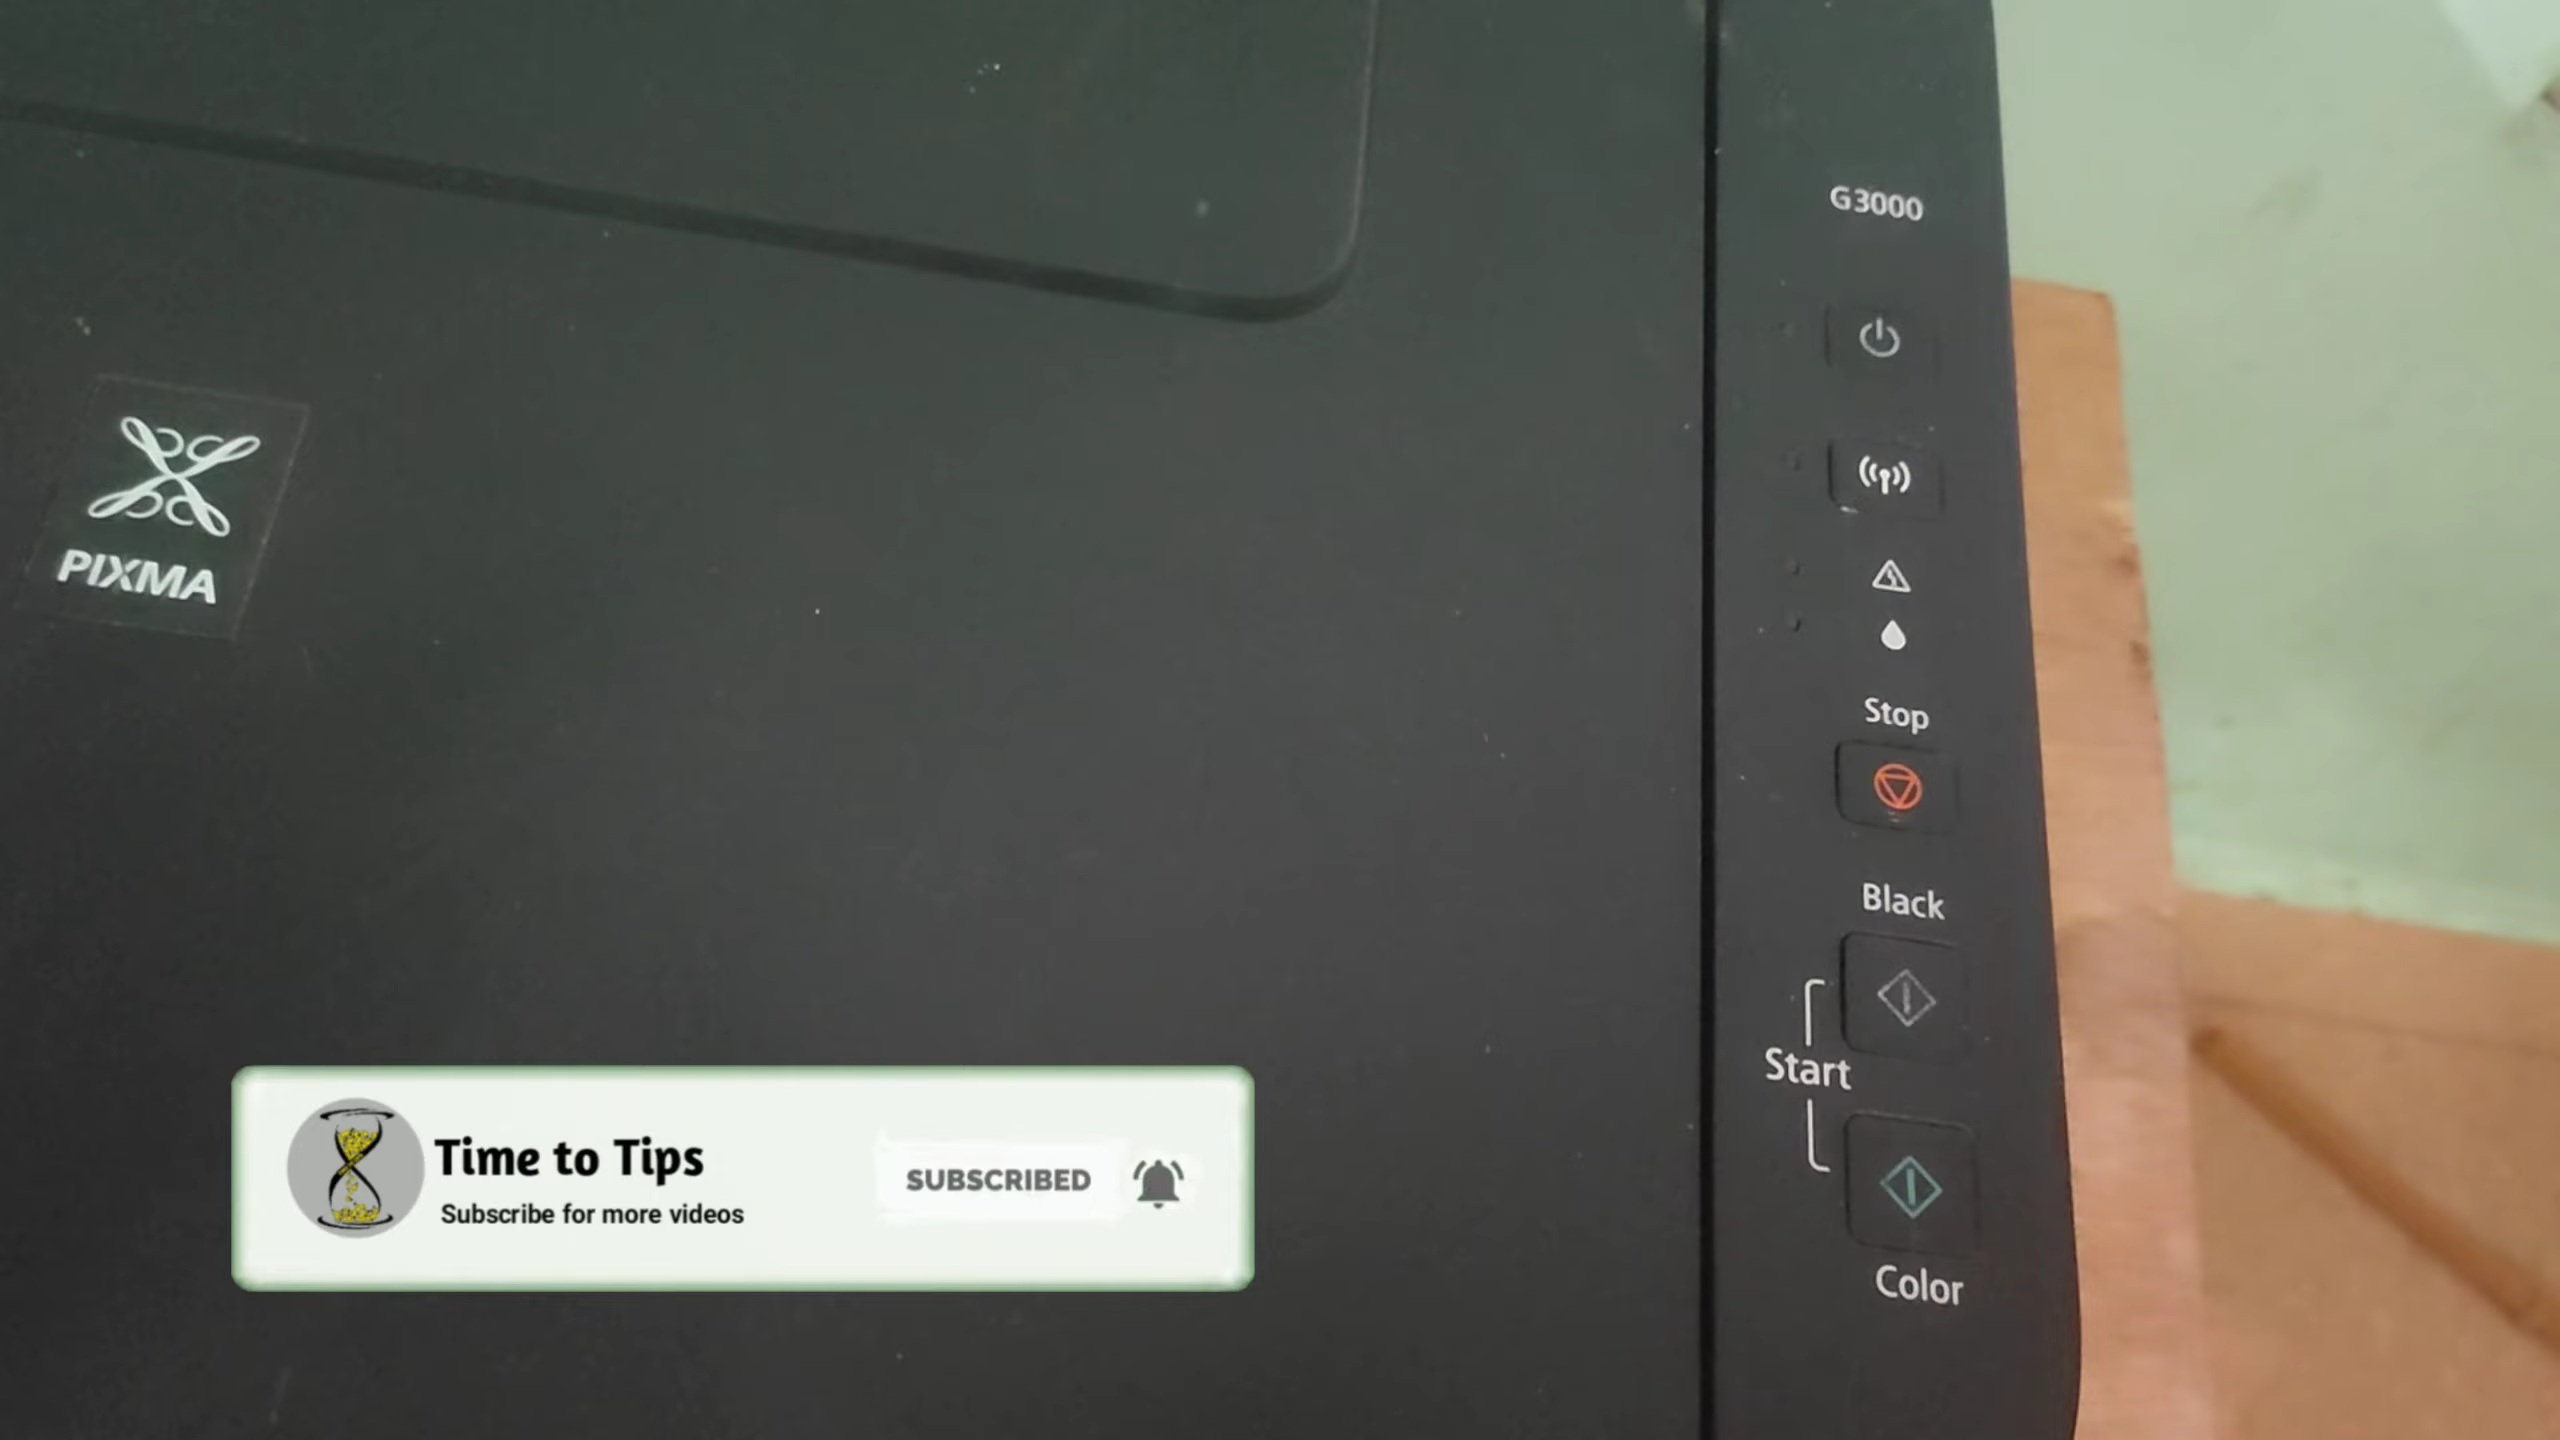 G3000
PIXMA
Stop
Black
Start
Color
Time to Tips
Subscribe for more videos
SUBSCRIBED